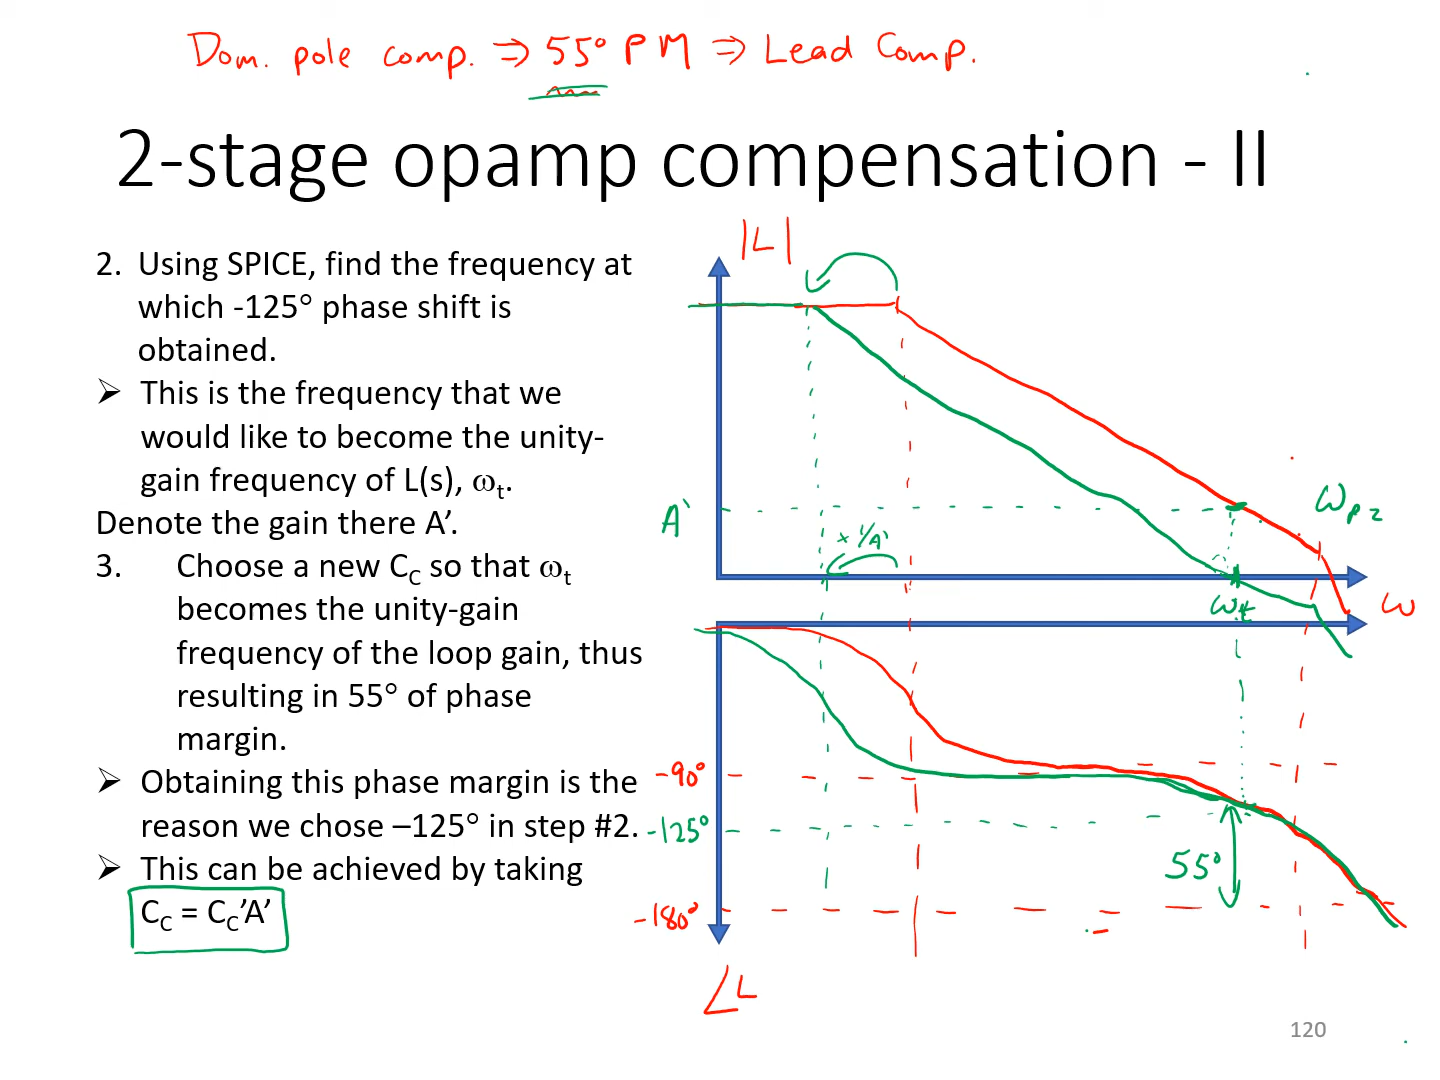 Dom. pole comp. ⇒ 55° PM ⇒ Lead Comp.
2-stage opamp compensation - II
2. Using SPICE, find the frequency at
which -125° phase shift is
obtained.
➢ This is the frequency that we
would like to become the unity-
gain frequency of L(s), ωt.
Denote the gain there A’.
3. Choose a new CC so that ωt
becomes the unity-gain
frequency of the loop gain, thus
resulting in 55° of phase
margin.
➢ Obtaining this phase margin is the
reason we chose –125° in step #2.
➢ This can be achieved by taking
CC = CC’A’
|L|
A'
× 1/A'
ωp2
ωt
ω
-90°
-125°
55°
-180°
∠L
120